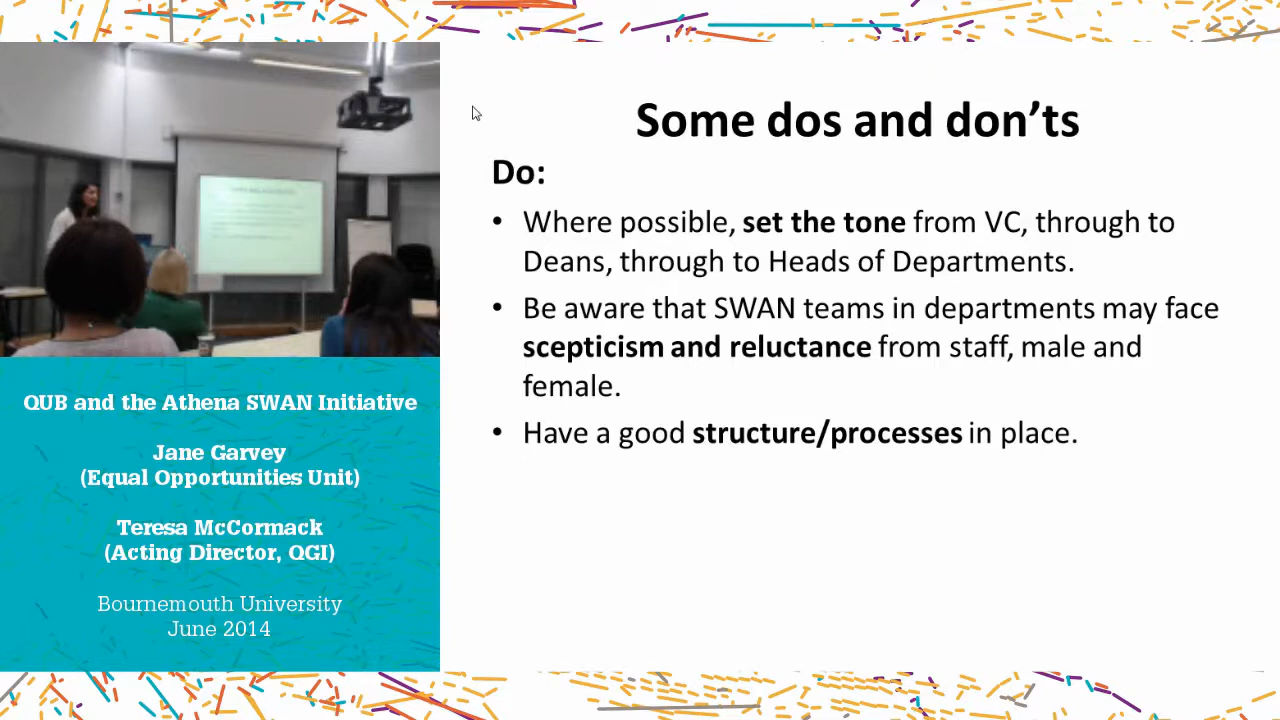 Some dos and don'ts
Do:
• Where possible, set the tone from VC, through to
Deans, through to Heads of Departments.
• Be aware that SWAN teams in departments may face
scepticism and reluctance from staff, male and
female.
• Have a good structure/processes in place.
QUB and the Athena SWAN Initiative
Jane Garvey
(Equal Opportunities Unit)
Teresa McCormack
(Acting Director, QGI)
Bournemouth University
June 2014